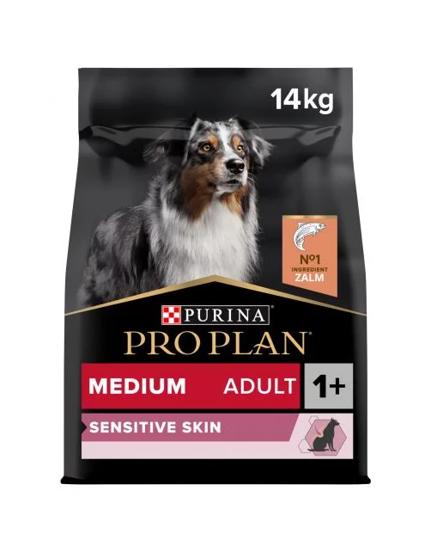 14kg
№1
INGREDIENT
ZALM
PURINA
PRO PLAN
MEDIUM ADULT 1+
SENSITIVE SKIN